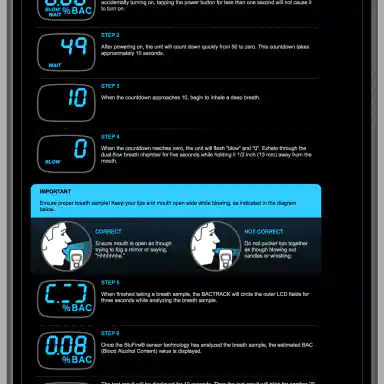 accidentally turning on, tapping the power button for less than one second will not cause it
to turn on
BLOW
WAIT
%BAC
STEP 2
49
WAIT
After powering on, the unit will count down quickly from 50 to zero. This countdown takes
approximately 10 seconds.
STEP 3
10
When the countdown approaches 10, begin to inhale a deep breath.
STEP 4
0
BLOW
When the countdown reaches zero, the unit will flash "blow" and "0". Exhale through the
dual-flow breath chamber for five seconds while holding it 1/2 inch (13 mm) away from the
mouth.
IMPORTANT
Ensure proper breath sample! Keep your lips and mouth open wide while blowing, as indicated in the diagram
below.
CORRECT
Ensure mouth is open as though
trying to fog a mirror or saying,
"Hhhhhha."
NOT CORRECT
Do not pucker lips together
as though blowing out
candles or whistling.
STEP 5
%BAC
When finished taking a breath sample, the BACTRACK will circle the outer LCD fields for
three seconds while analyzing the breath sample.
STEP 6
0.08
%BAC
Once the BluFire® sensor technology has analyzed the breath sample, the estimated BAC
(Blood Alcohol Content) value is displayed.